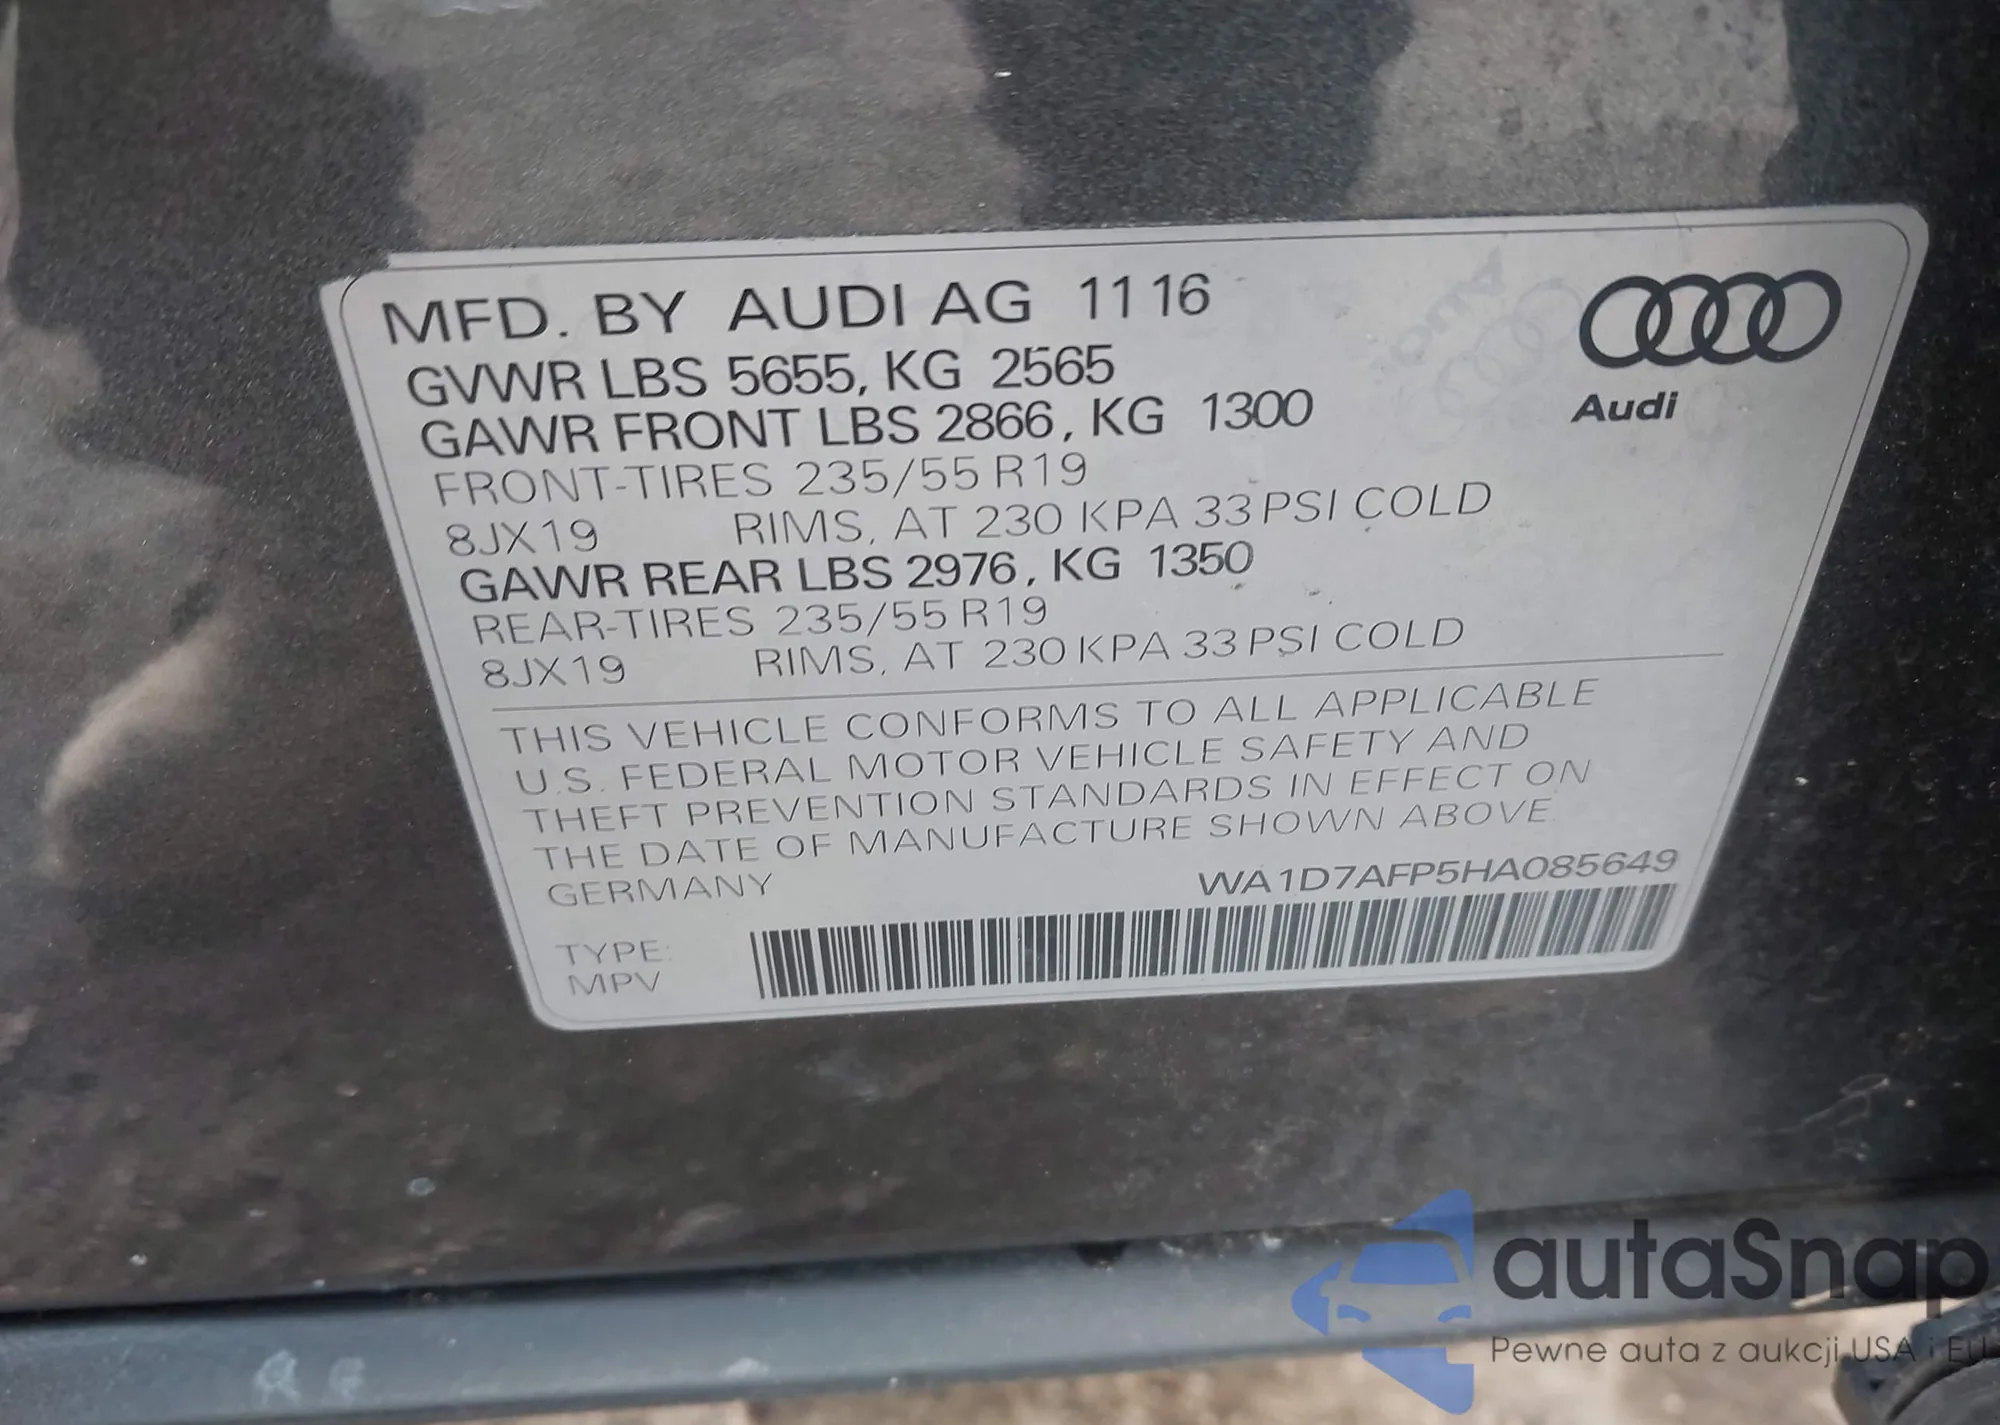 MFD. BY AUDI AG 11 16
GVWR LBS 5655, KG 2565
GAWR FRONT LBS 2866, KG 1300
FRONT-TIRES 235/55 R19
8JX19 RIMS, AT 230 KPA 33 PSI COLD
GAWR REAR LBS 2976, KG 1350
REAR-TIRES 235/55 R19
8JX19 RIMS, AT 230 KPA 33 PSI COLD
Audi
THIS VEHICLE CONFORMS TO ALL APPLICABLE
U.S. FEDERAL MOTOR VEHICLE SAFETY AND
THEFT PREVENTION STANDARDS IN EFFECT ON
THE DATE OF MANUFACTURE SHOWN ABOVE.
GERMANY WA1D7AFP5HA085649
TYPE:
MPV
autaSnap
Pewne auta z aukcji USA i EU